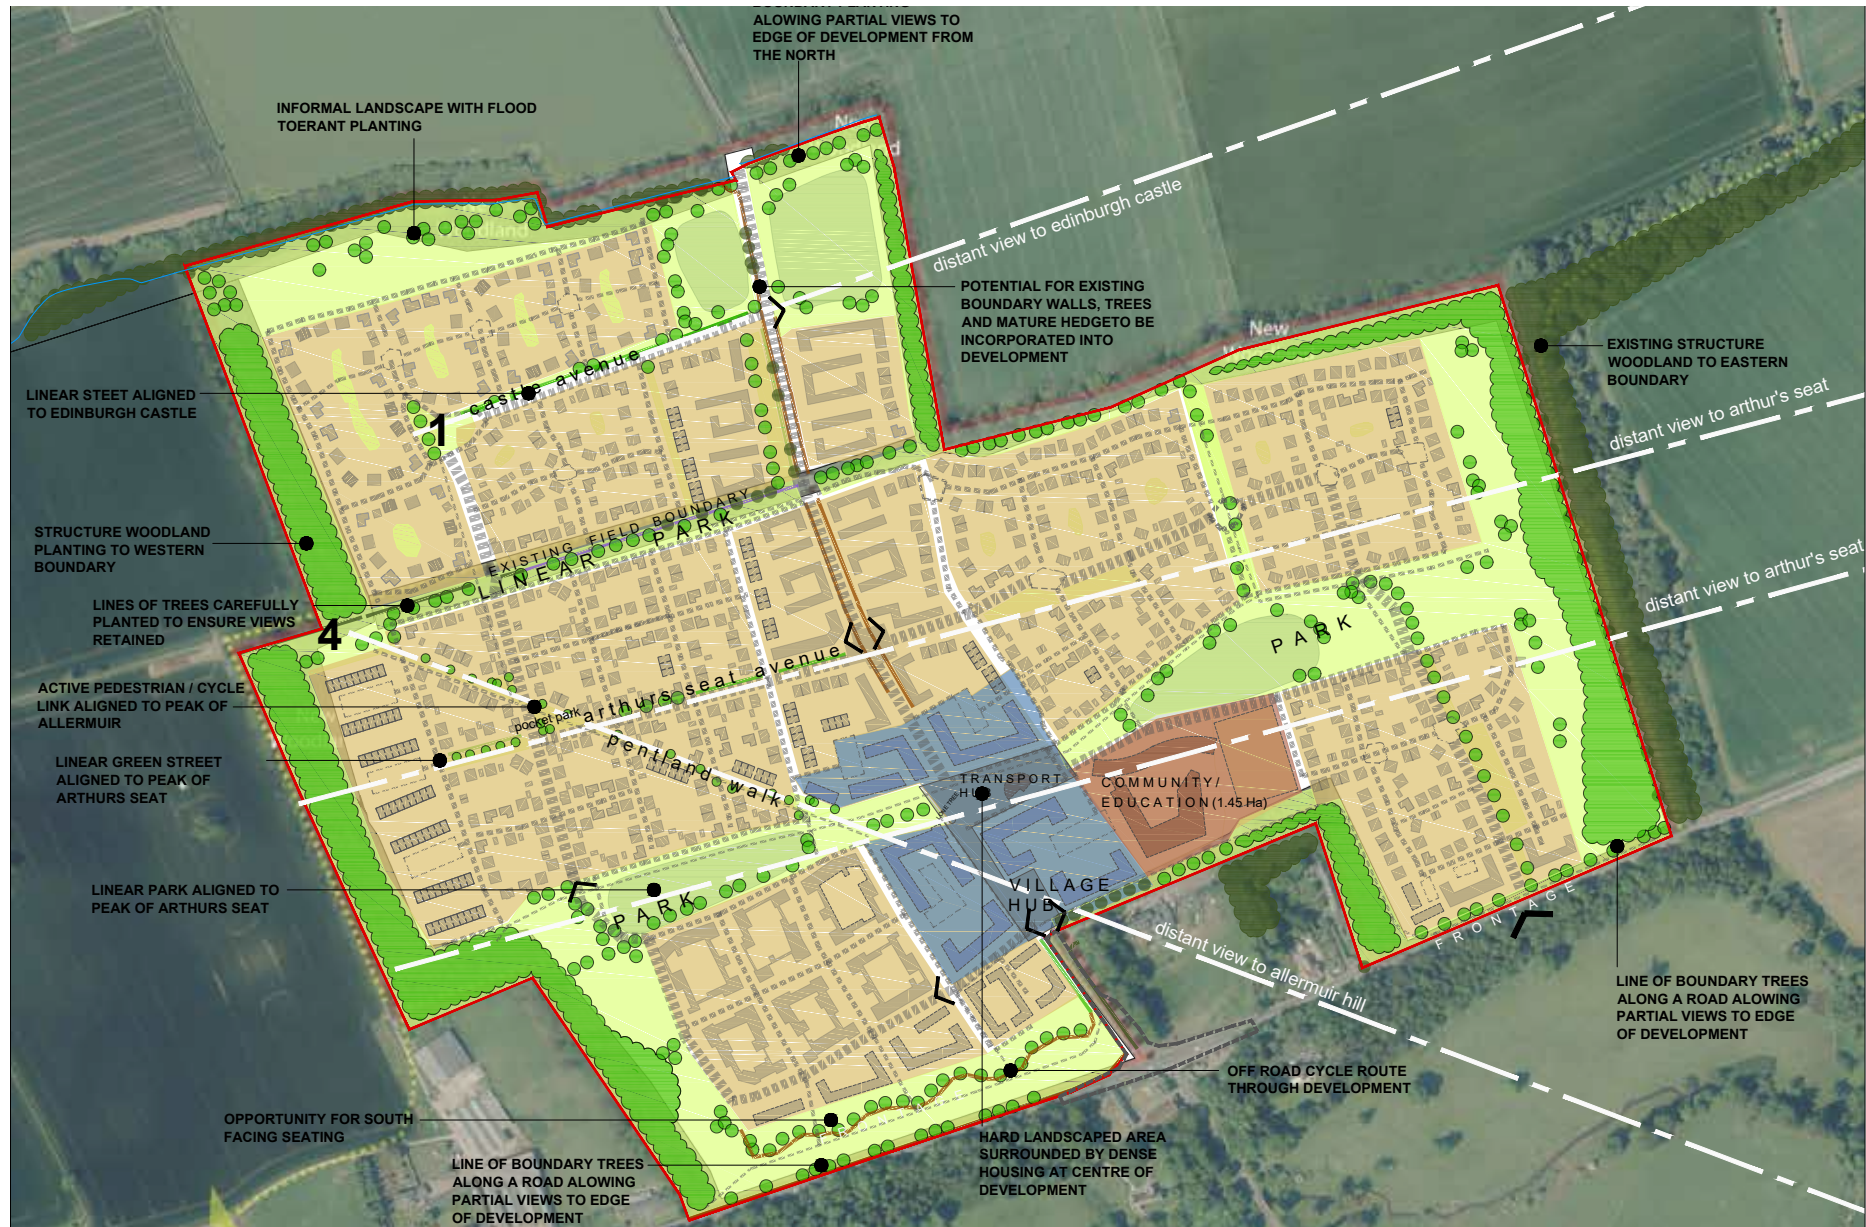 ALOWING PARTIAL VIEWS TO
EDGE OF DEVELOPMENT FROM
THE NORTH
INFORMAL LANDSCAPE WITH FLOOD
TOERANT PLANTING
distant view to edinburgh castle
POTENTIAL FOR EXISTING
BOUNDARY WALLS, TREES
AND MATURE HEDGETO BE
INCORPORATED INTO
DEVELOPMENT
New
EXISTING STRUCTURE
WOODLAND TO EASTERN
BOUNDARY
LINEAR STEET ALIGNED
TO EDINBURGH CASTLE
castle avenue
1
distant view to arthur's seat
STRUCTURE WOODLAND
PLANTING TO WESTERN
BOUNDARY
EXISTING FIELD BOUNDARY
LINEAR PARK
distant view to arthur's seat
LINES OF TREES CAREFULLY
PLANTED TO ENSURE VIEWS
RETAINED
4
PARK
ACTIVE PEDESTRIAN / CYCLE
LINK ALIGNED TO PEAK OF
ALLERMUIR
pocket park
arthurs seat avenue
pentland walk
LINEAR GREEN STREET
ALIGNED TO PEAK OF
ARTHURS SEAT
TRANSPORT
HUB
COMMUNITY/
EDUCATION (1.45 Ha)
LINEAR PARK ALIGNED TO
PEAK OF ARTHURS SEAT
PARK
VILLAGE
HUB
FRONTAGE
distant view to allermuir hill
LINE OF BOUNDARY TREES
ALONG A ROAD ALOWING
PARTIAL VIEWS TO EDGE
OF DEVELOPMENT
OFF ROAD CYCLE ROUTE
THROUGH DEVELOPMENT
OPPORTUNITY FOR SOUTH
FACING SEATING
HARD LANDSCAPED AREA
SURROUNDED BY DENSE
HOUSING AT CENTRE OF
DEVELOPMENT
LINE OF BOUNDARY TREES
ALONG A ROAD ALOWING
PARTIAL VIEWS TO EDGE
OF DEVELOPMENT